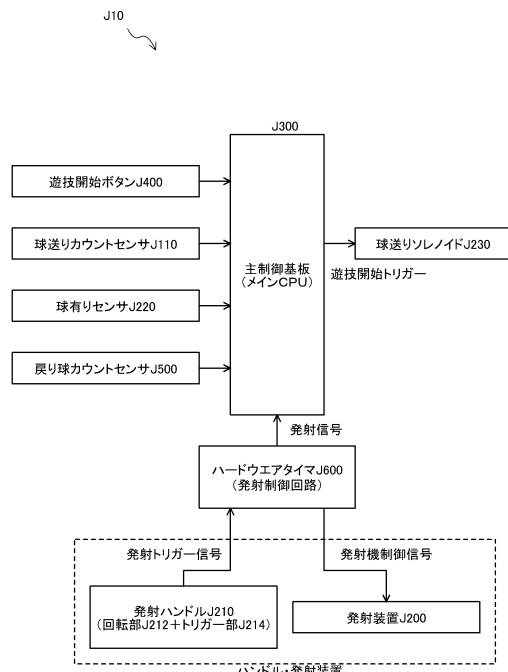 J10
J300
遊技開始ボタンJ400
球送りカウントセンサJ110
球有りセンサJ220
戻り球カウントセンサJ500
主制御基板
(メインCPU)
球送りソレノイドJ230
遊技開始トリガー
発射信号
ハードウエアタイマJ600
(発射制御回路)
発射トリガー信号
発射機制御信号
発射ハンドルJ210
(回転部J212+トリガー部J214)
発射装置J200
ハンドル・発射装置